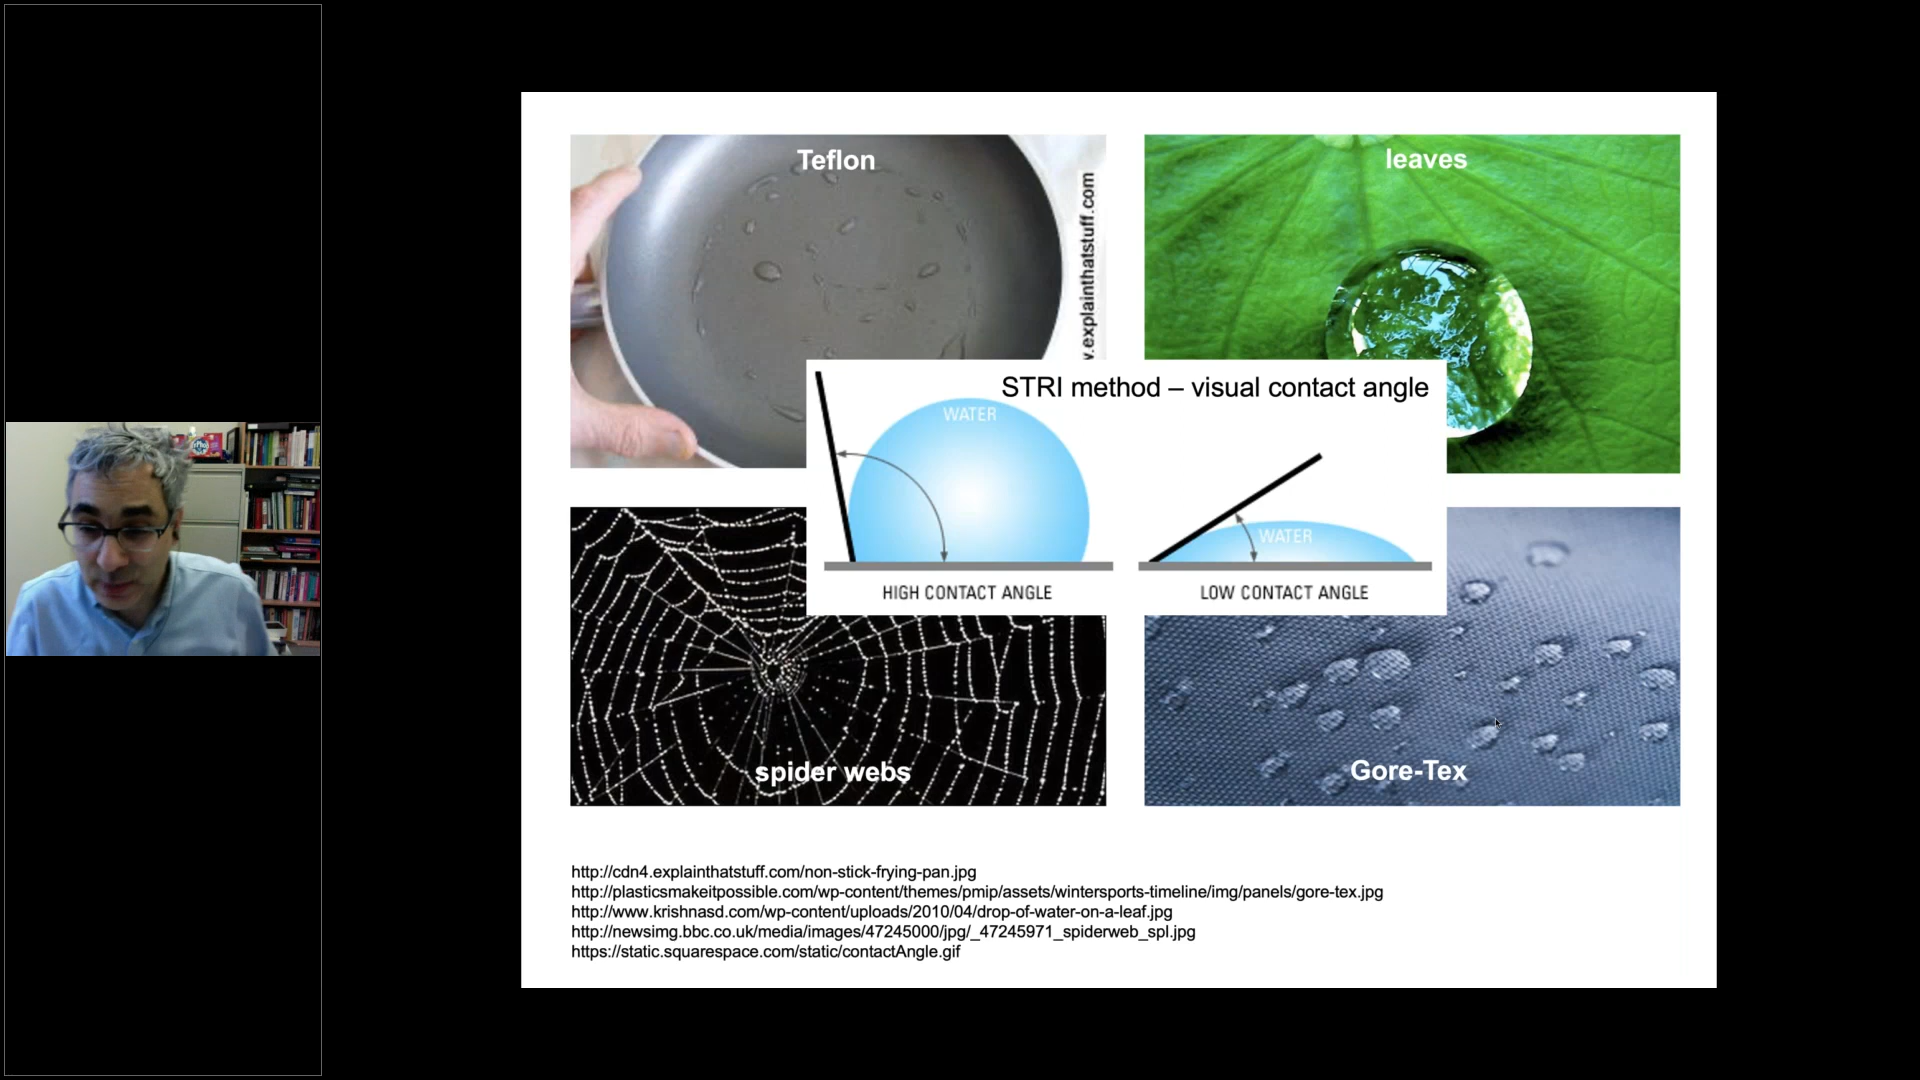 Teflon
leaves
v.explainthatstuff.com
STRI method – visual contact angle
WATER
WATER
HIGH CONTACT ANGLE
LOW CONTACT ANGLE
spider webs
Gore-Tex
http://cdn4.explainthatstuff.com/non-stick-frying-pan.jpg
http://plasticsmakeitpossible.com/wp-content/themes/pmip/assets/wintersports-timeline/img/panels/gore-tex.jpg
http://www.krishnasd.com/wp-content/uploads/2010/04/drop-of-water-on-a-leaf.jpg
http://newsimg.bbc.co.uk/media/images/47245000/jpg/_47245971_spiderweb_spl.jpg
https://static.squarespace.com/static/contactAngle.gif